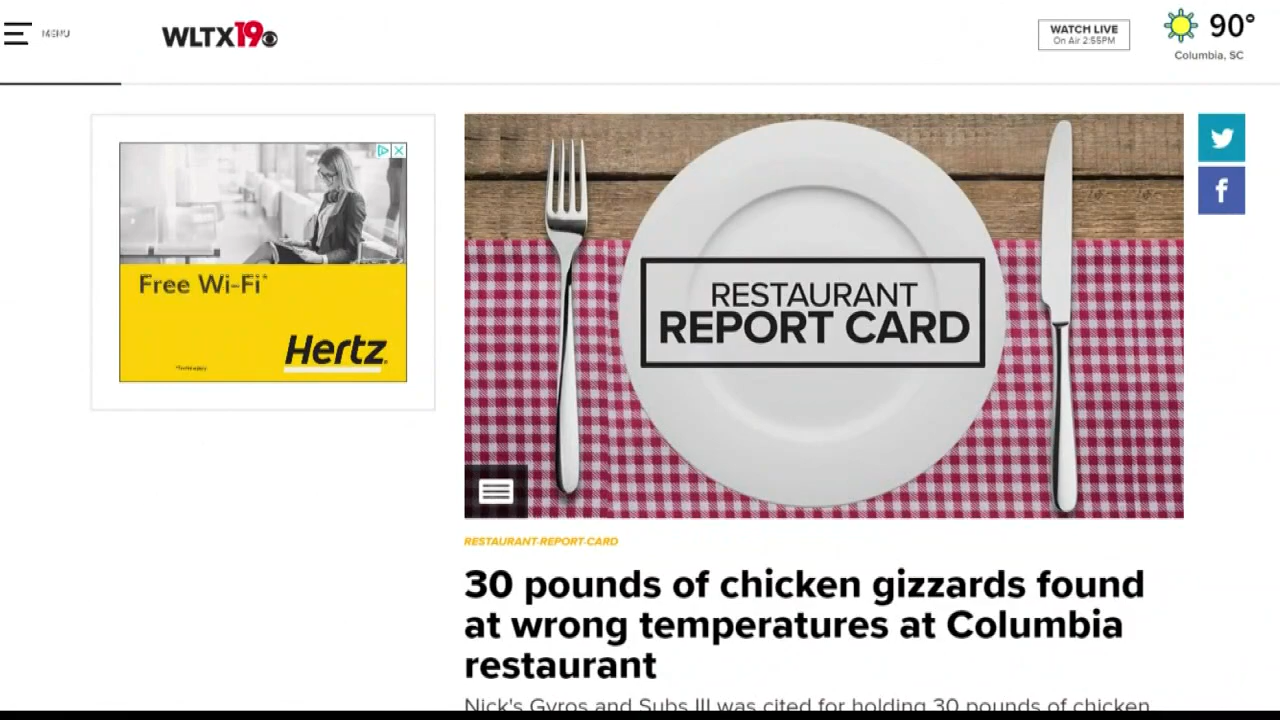 MENU
WLTX19
WATCH LIVE
On Air 2:55PM
90°
Columbia, SC
Free Wi-Fi*
Hertz.
RESTAURANT
REPORT CARD
RESTAURANT-REPORT-CARD
30 pounds of chicken gizzards found
at wrong temperatures at Columbia
restaurant
Nick's Gyros and Subs III was cited for holding 30 pounds of chicken